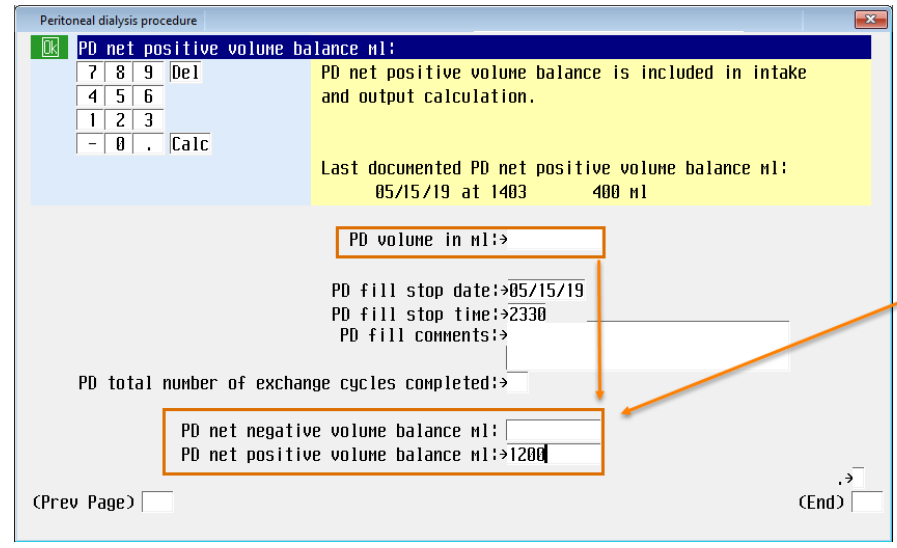 Peritoneal dialysis procedure
Ok PD net positive volume balance ml:
7 8 9 Del
4 5 6
1 2 3
- 0 . Calc
PD net positive volume balance is included in intake
and output calculation.
Last documented PD net positive volume balance ml:
05/15/19 at 1403 400 ml
PD volume in ml:→
PD fill stop date:→05/15/19
PD fill stop time:→2330
PD fill comments:→
PD total number of exchange cycles completed:→
PD net negative volume balance ml:
PD net positive volume balance ml:→1200
.→
(Prev Page) (End)